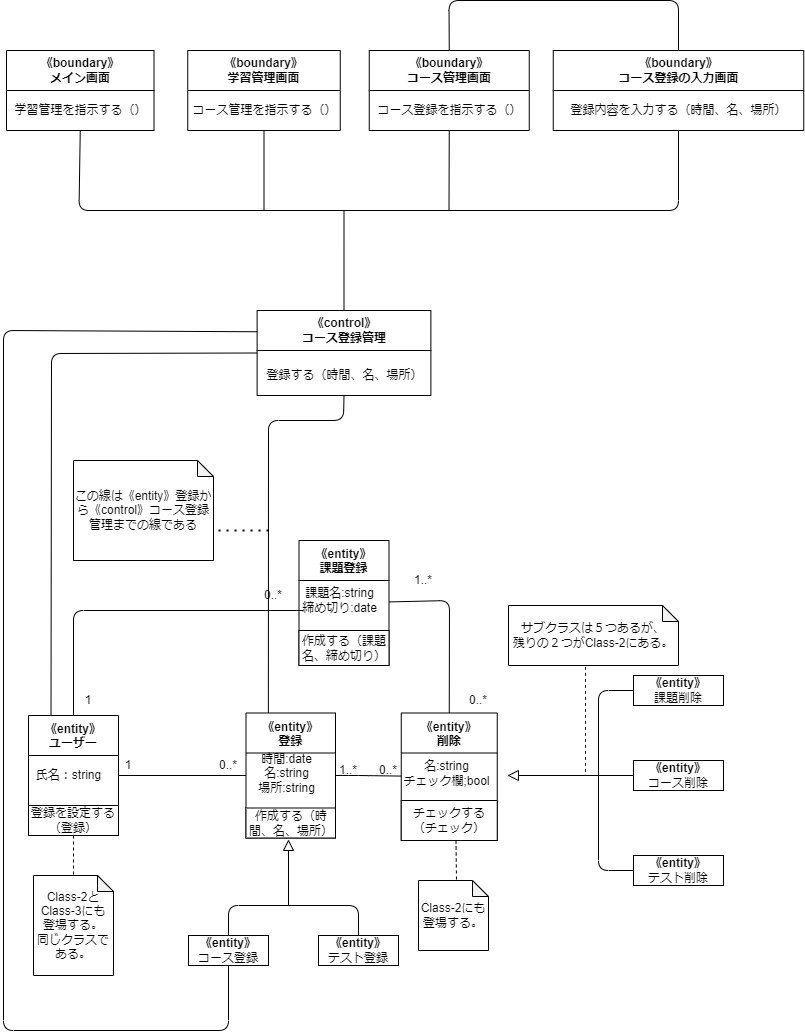 《boundary》
メイン画面
学習管理を指示する（）
《boundary》
学習管理画面
コース管理を指示する（）
《boundary》
コース管理画面
コース登録を指示する（）
《boundary》
コース登録の入力画面
登録内容を入力する（時間、名、場所）
《control》
コース登録管理
登録する（時間、名、場所）
この線は《entity》登録か
ら《control》コース登録
管理までの線である
《entity》
課題登録
課題名:string
締め切り:date
作成する（課題
名、締め切り）
0..*
1..*
サブクラスは５つあるが、
残りの２つがClass-2にある。
1
0..*
《entity》
ユーザー
氏名：string
登録を設定する
（登録）
1
0..*
《entity》
登録
時間:date
名:string
場所:string
作成する（時
間、名、場所）
1..*
0..*
《entity》
削除
名:string
チェック欄;bool
チェックする
（チェック）
《entity》
課題削除
《entity》
コース削除
《entity》
テスト削除
Class-2と
Class-3にも
登場する。
同じクラスで
ある。
Class-2にも
登場する。
《entity》
コース登録
《entity》
テスト登録